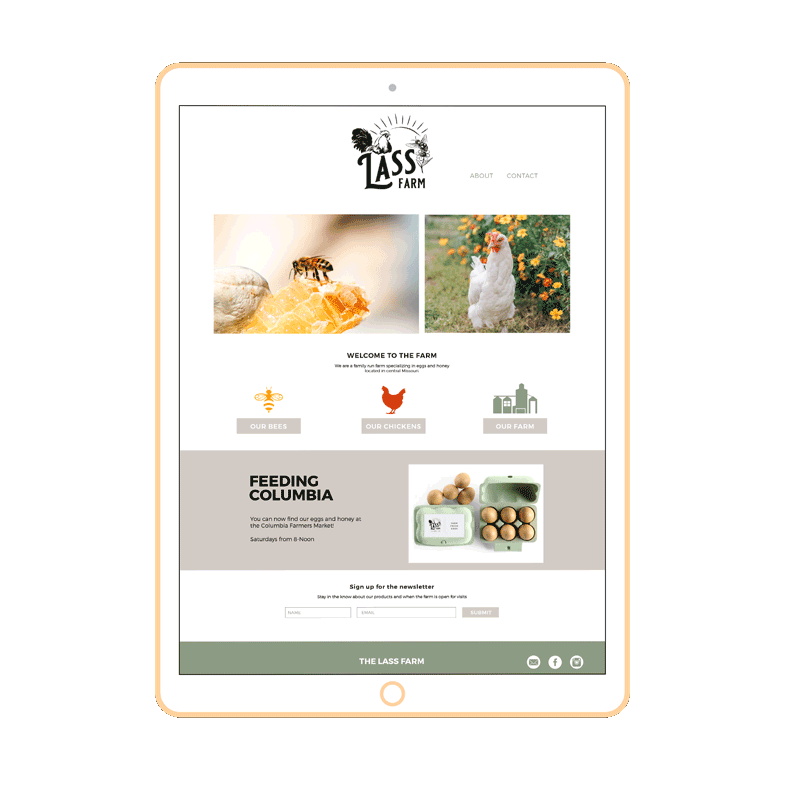 LASS
FARM
ABOUT CONTACT
WELCOME TO THE FARM
We are a family run farm specializing in eggs and honey
located in central Missouri
OUR BEES OUR CHICKENS OUR FARM
FEEDING
COLUMBIA
You can now find our eggs and honey at
the Columbia Farmers Market!
Saturdays from 8-Noon
Sign up for the newsletter
Stay in the know about our products and when the farm is open for visits
NAME EMAIL SUBMIT
THE LASS FARM